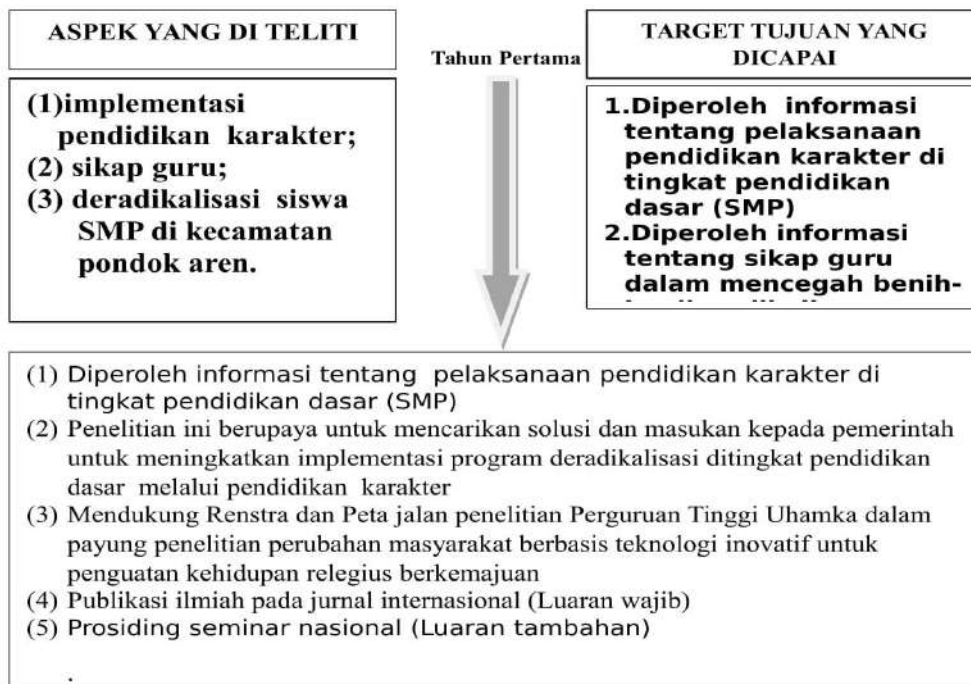 ASPEK YANG DI TELITI
(1)implementasi
pendidikan karakter;
(2) sikap guru;
(3) deradikalisasi siswa
SMP di kecamatan
pondok aren.
Tahun Pertama
TARGET TUJUAN YANG
DICAPAI
1.Diperoleh informasi
tentang pelaksanaan
pendidikan karakter di
tingkat pendidikan
dasar (SMP)
2.Diperoleh informasi
tentang sikap guru
dalam mencegah benih-
(1) Diperoleh informasi tentang pelaksanaan pendidikan karakter di
tingkat pendidikan dasar (SMP)
(2) Penelitian ini berupaya untuk mencarikan solusi dan masukan kepada pemerintah
untuk meningkatkan implementasi program deradikalisasi ditingkat pendidikan
dasar melalui pendidikan karakter
(3) Mendukung Renstra dan Peta jalan penelitian Perguruan Tinggi Uhamka dalam
payung penelitian perubahan masyarakat berbasis teknologi inovatif untuk
penguatan kehidupan relegius berkemajuan
(4) Publikasi ilmiah pada jurnal internasional (Luaran wajib)
(5) Prosiding seminar nasional (Luaran tambahan)
.